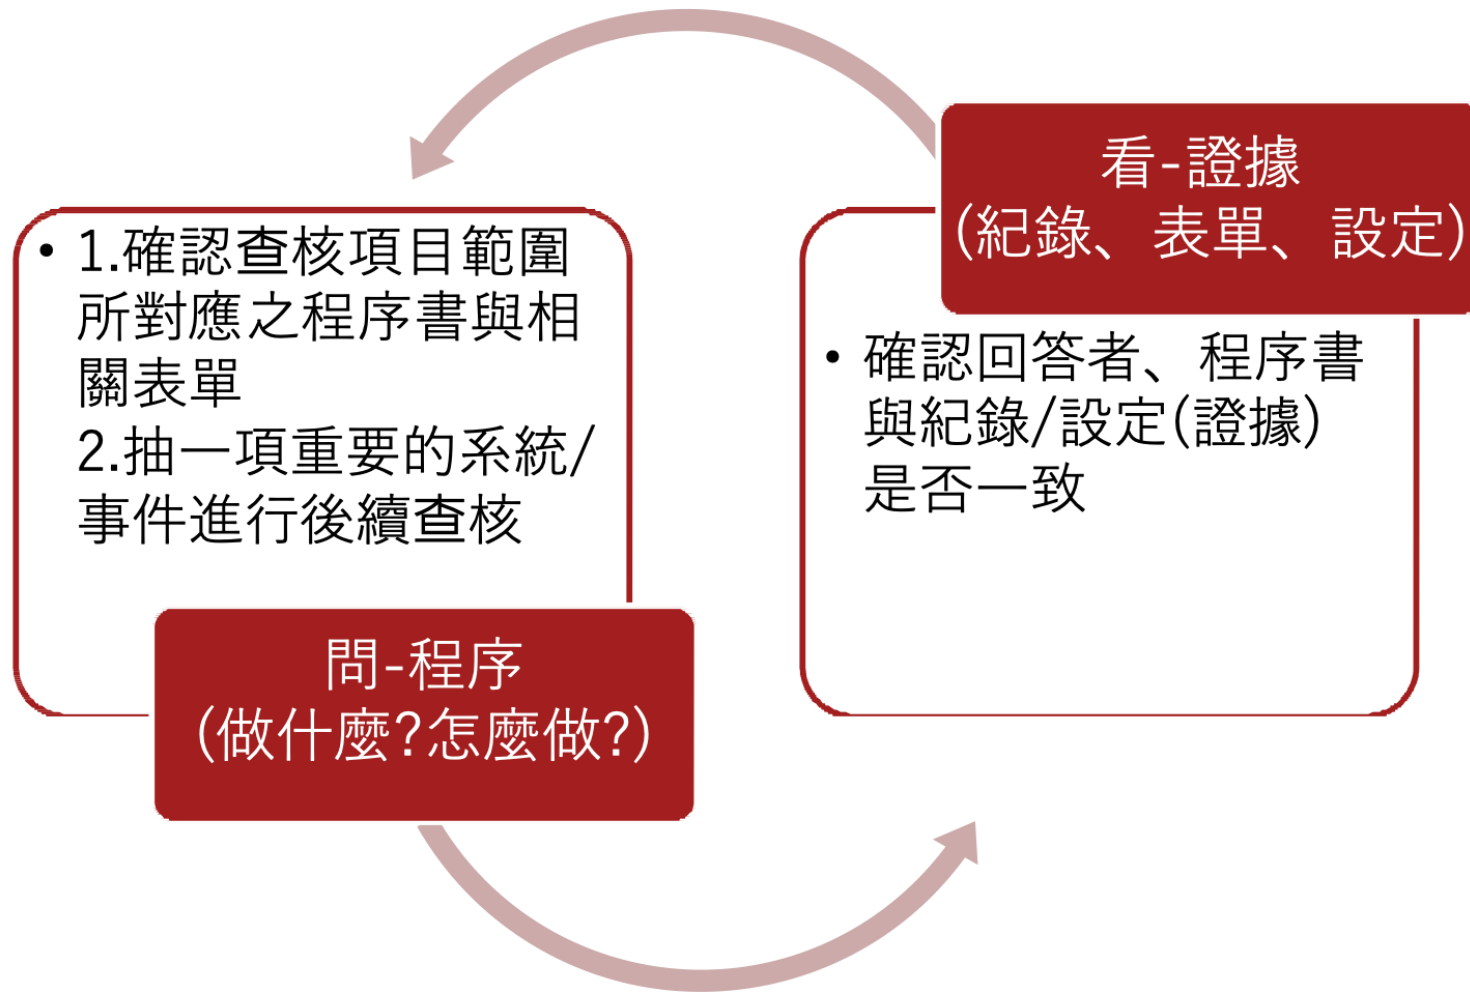 • 1.確認查核項目範圍
所對應之程序書與相
關表單
2.抽一項重要的系統/
事件進行後續查核
問-程序
(做什麼?怎麼做?)
看-證據
(紀錄、表單、設定)
• 確認回答者、程序書
與紀錄/設定(證據)
是否一致